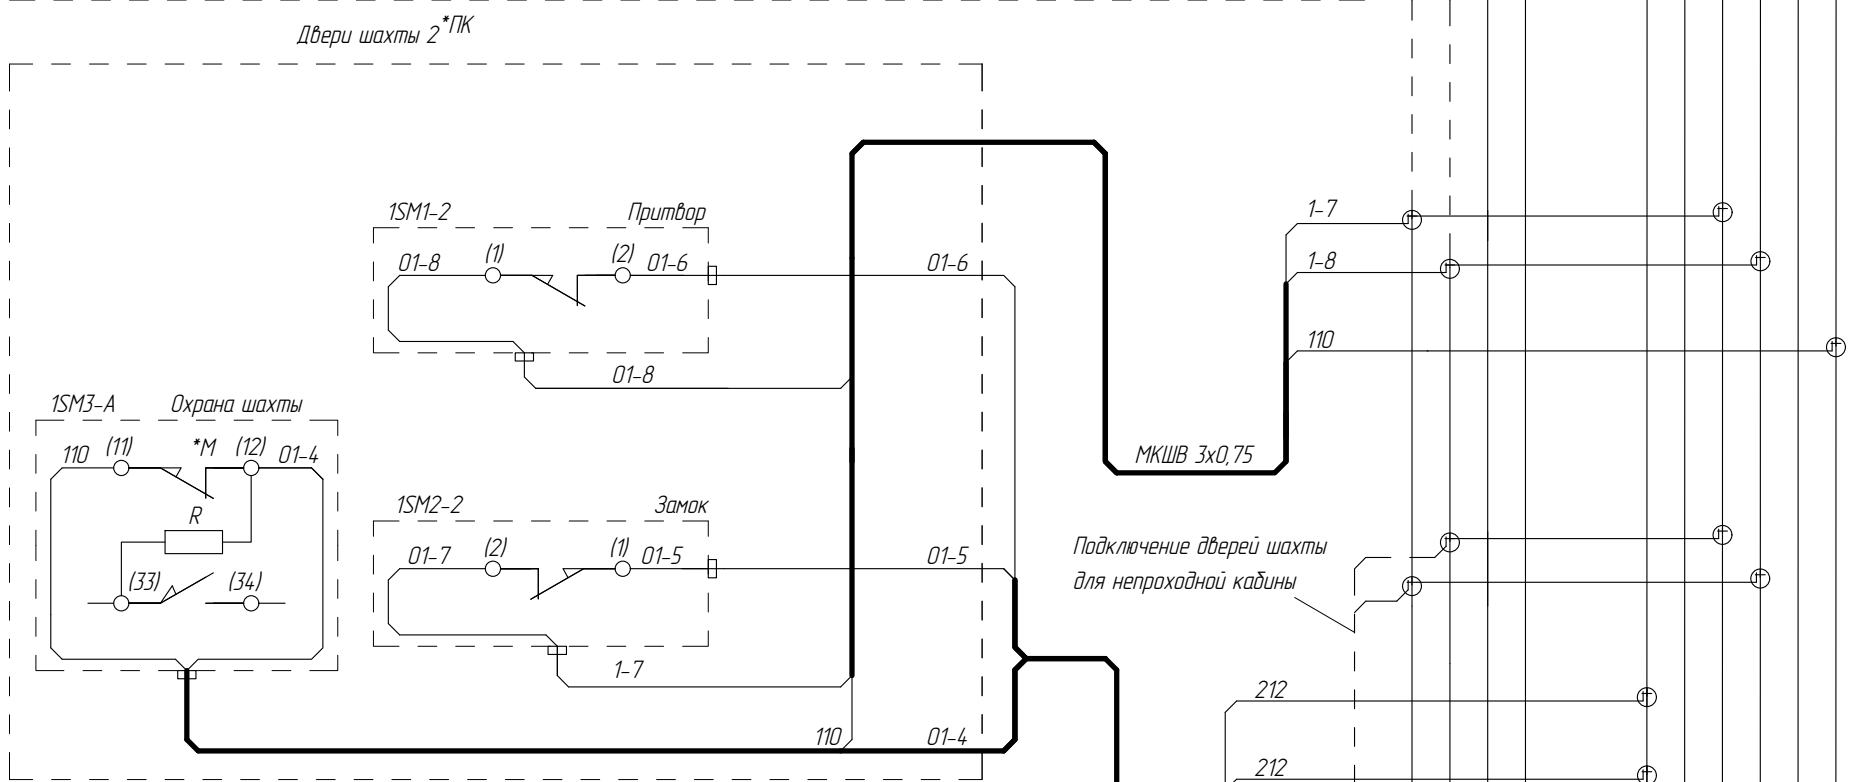 Двери шахты 2*ПК
1SM1-2 Притвор
01-8 (1) (2) 01-6 01-6
01-8
1-7
1-8
110
1SM3-А Охрана шахты
110 (11) *М (12) 01-4
R
(33) (34)
МКШВ 3х0,75
1SM2-2 Замок
01-7 (2) (1) 01-5 01-5
1-7
110 01-4
Подключение дверей шахты
для непроходной кабины
212
212